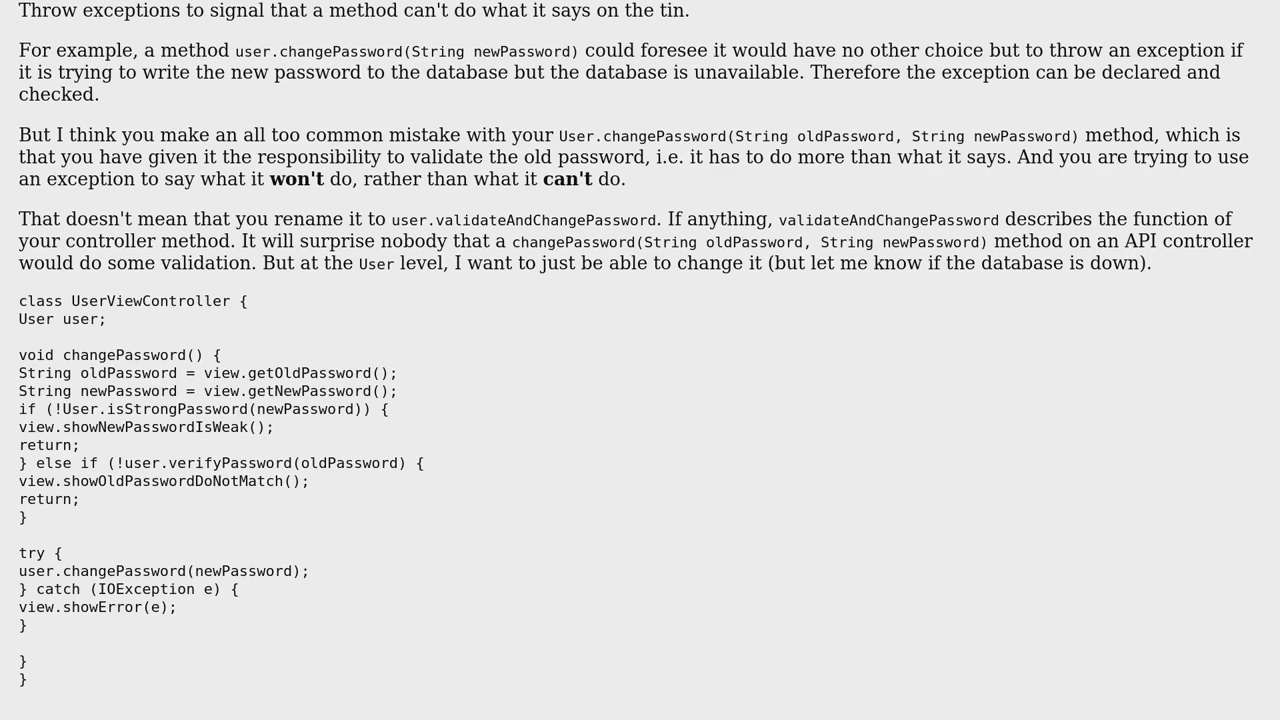 Throw exceptions to signal that a method can't do what it says on the tin.
For example, a method user.changePassword(String newPassword) could foresee it would have no other choice but to throw an exception if
it is trying to write the new password to the database but the database is unavailable. Therefore the exception can be declared and
checked.
But I think you make an all too common mistake with your User.changePassword(String oldPassword, String newPassword) method, which is
that you have given it the responsibility to validate the old password, i.e. it has to do more than what it says. And you are trying to use
an exception to say what it won't do, rather than what it can't do.
That doesn't mean that you rename it to user.validateAndChangePassword. If anything, validateAndChangePassword describes the function of
your controller method. It will surprise nobody that a changePassword(String oldPassword, String newPassword) method on an API controller
would do some validation. But at the User level, I want to just be able to change it (but let me know if the database is down).
class UserViewController {
User user;
void changePassword() {
String oldPassword = view.getOldPassword();
String newPassword = view.getNewPassword();
if (!User.isStrongPassword(newPassword)) {
view.showNewPasswordIsWeak();
return;
} else if (!user.verifyPassword(oldPassword) {
view.showOldPasswordDoNotMatch();
return;
}
try {
user.changePassword(newPassword);
} catch (IOException e) {
view.showError(e);
}
}
}